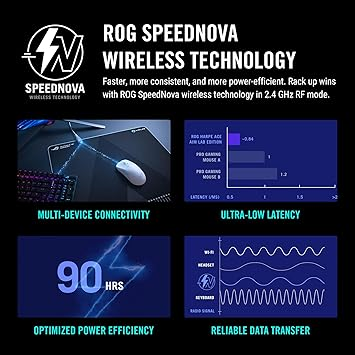 SPEEDNOVA
WIRELESS TECHNOLOGY
ROG SPEEDNOVA
WIRELESS TECHNOLOGY
Faster, more consistent, and more power-efficient. Rack up wins
with ROG SpeedNova wireless technology in 2.4 GHz RF mode.
MULTI-DEVICE CONNECTIVITY
ROG HARPE ACE
AIM LAB EDITION
~0.64
PRO GAMING
MOUSE A
1
PRO GAMING
MOUSE B
1.2
LATENCY (/MS)
0.5
1
>2
ULTRA-LOW LATENCY
90 HRS
OPTIMIZED POWER EFFICIENCY
WI-FI
HEADSET
KEYBOARD
RADIO SIGNAL
RELIABLE DATA TRANSFER